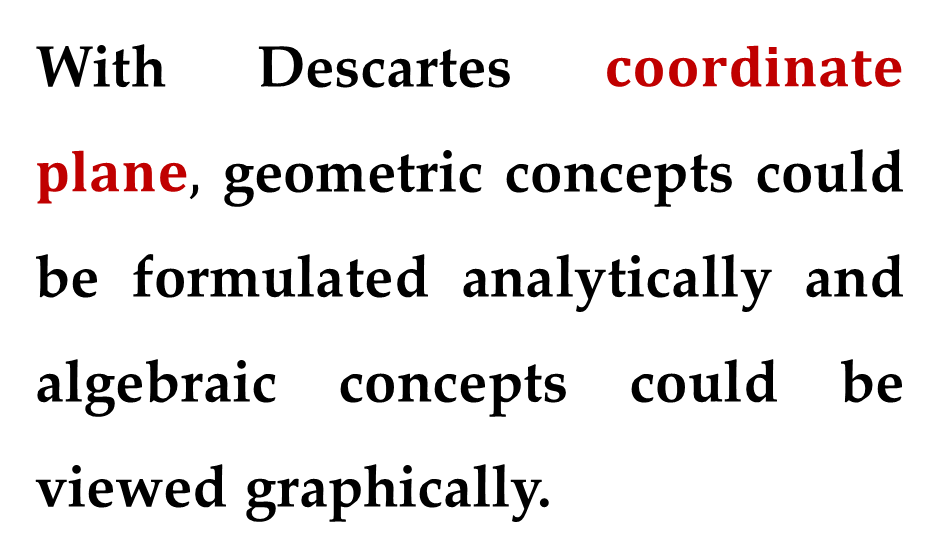 With Descartes coordinate
plane, geometric concepts could
be formulated analytically and
algebraic concepts could be
viewed graphically.